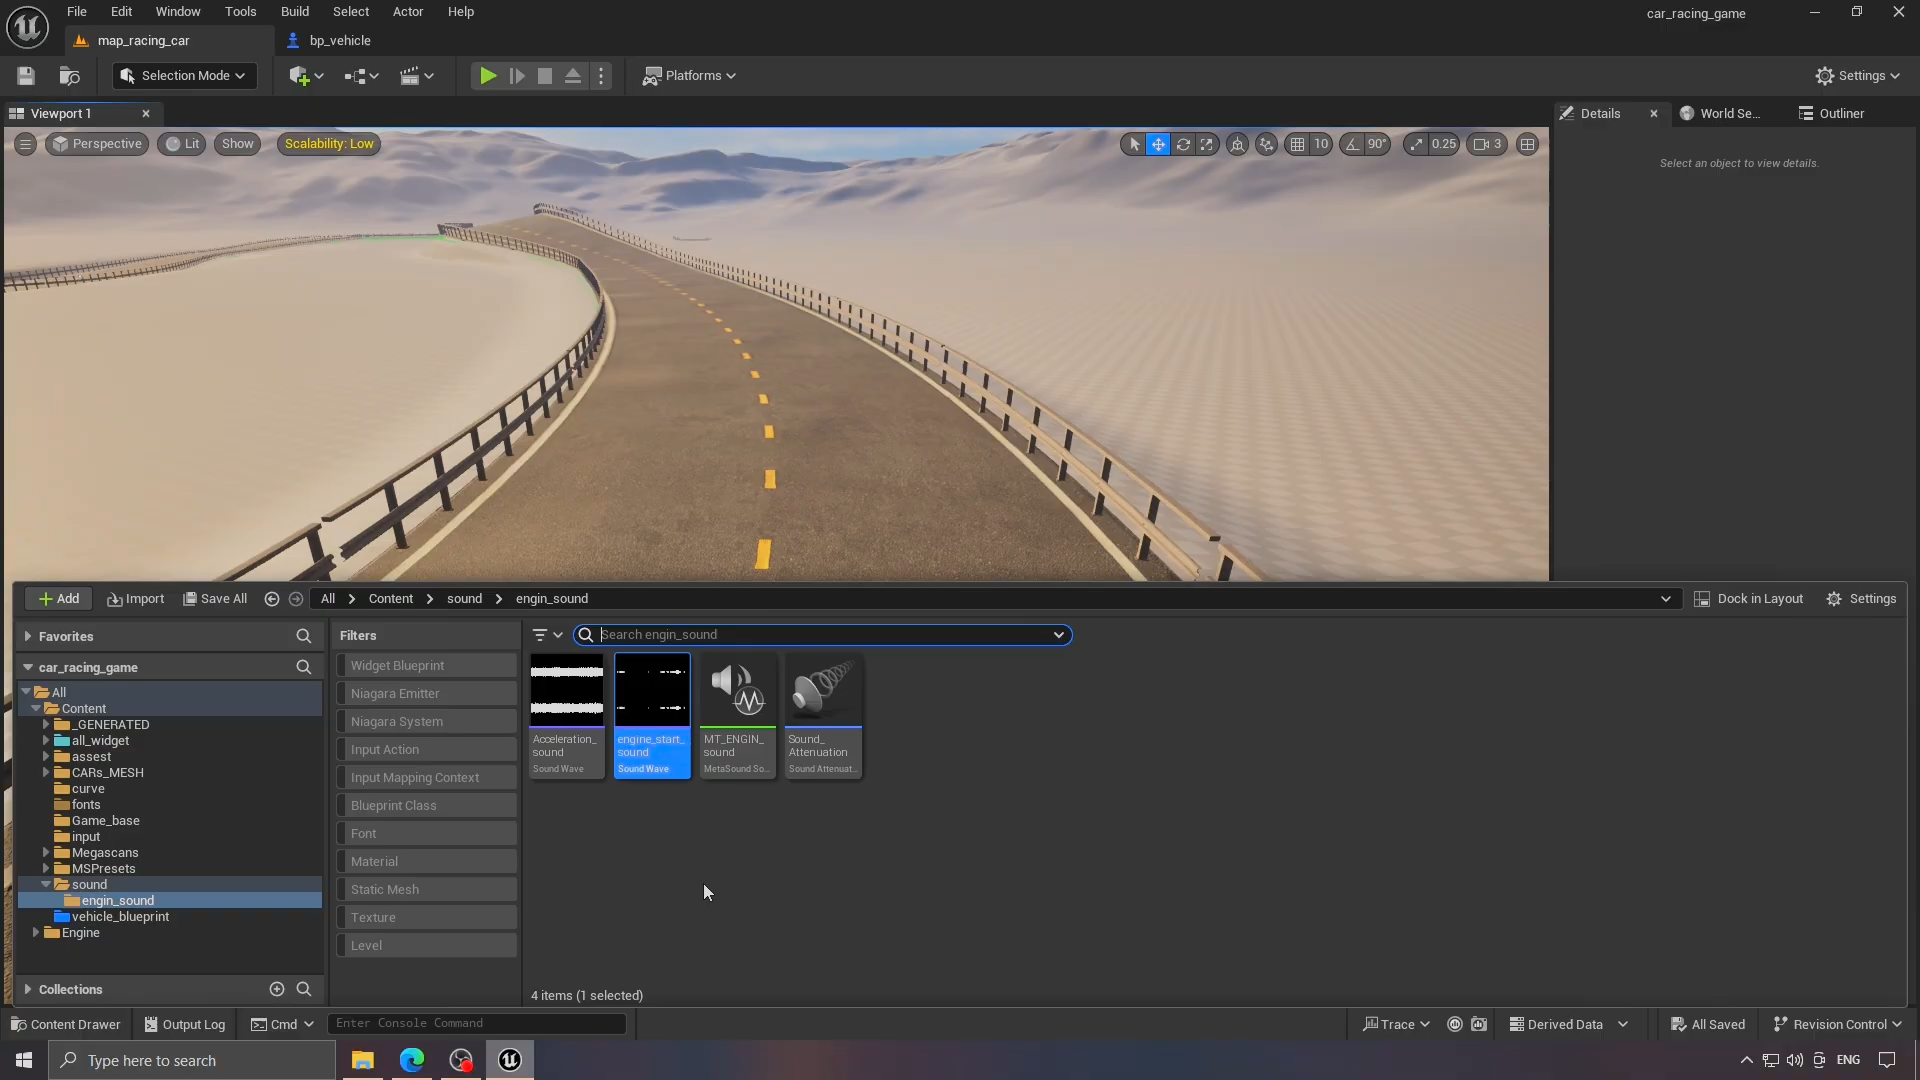 File Edit Window Tools Build Select Actor Help
car_racing_game
map_racing_car
bp_vehicle
Selection Mode
Platforms
Settings
Viewport 1
Details
World Se...
Outliner
Perspective
Lit
Show
Scalability: Low
10
90°
0.25
3
Select an object to view details.
Add
Import
Save All
All
Content
sound
engin_sound
Dock in Layout
Settings
Favorites
car_racing_game
All
Content
_GENERATED
all_widget
assest
CARs_MESH
curve
fonts
Game_base
input
Megascans
MSPresets
sound
engin_sound
vehicle_blueprint
Engine
Collections
Filters
Widget Blueprint
Niagara Emitter
Niagara System
Input Action
Input Mapping Context
Blueprint Class
Font
Material
Static Mesh
Texture
Level
Search engin_sound
Acceleration_
sound
Sound Wave
engine_start_
sound
Sound Wave
MT_ENGIN_
sound
MetaSound So...
Sound_
Attenuation
Sound Attenuat...
4 items (1 selected)
Content Drawer
Output Log
Cmd
Enter Console Command
Trace
Derived Data
All Saved
Revision Control
Type here to search
ENG